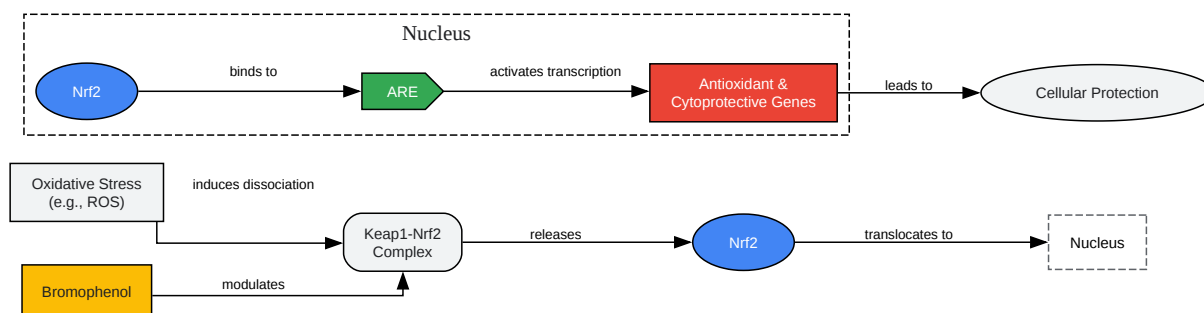 Nucleus
Nrf2
binds to
ARE
activates transcription
Antioxidant &
Cytoprotective Genes
leads to
Cellular Protection
Oxidative Stress
(e.g., ROS)
induces dissociation
Keap1-Nrf2
Complex
releases
Nrf2
translocates to
Nucleus
Bromophenol
modulates